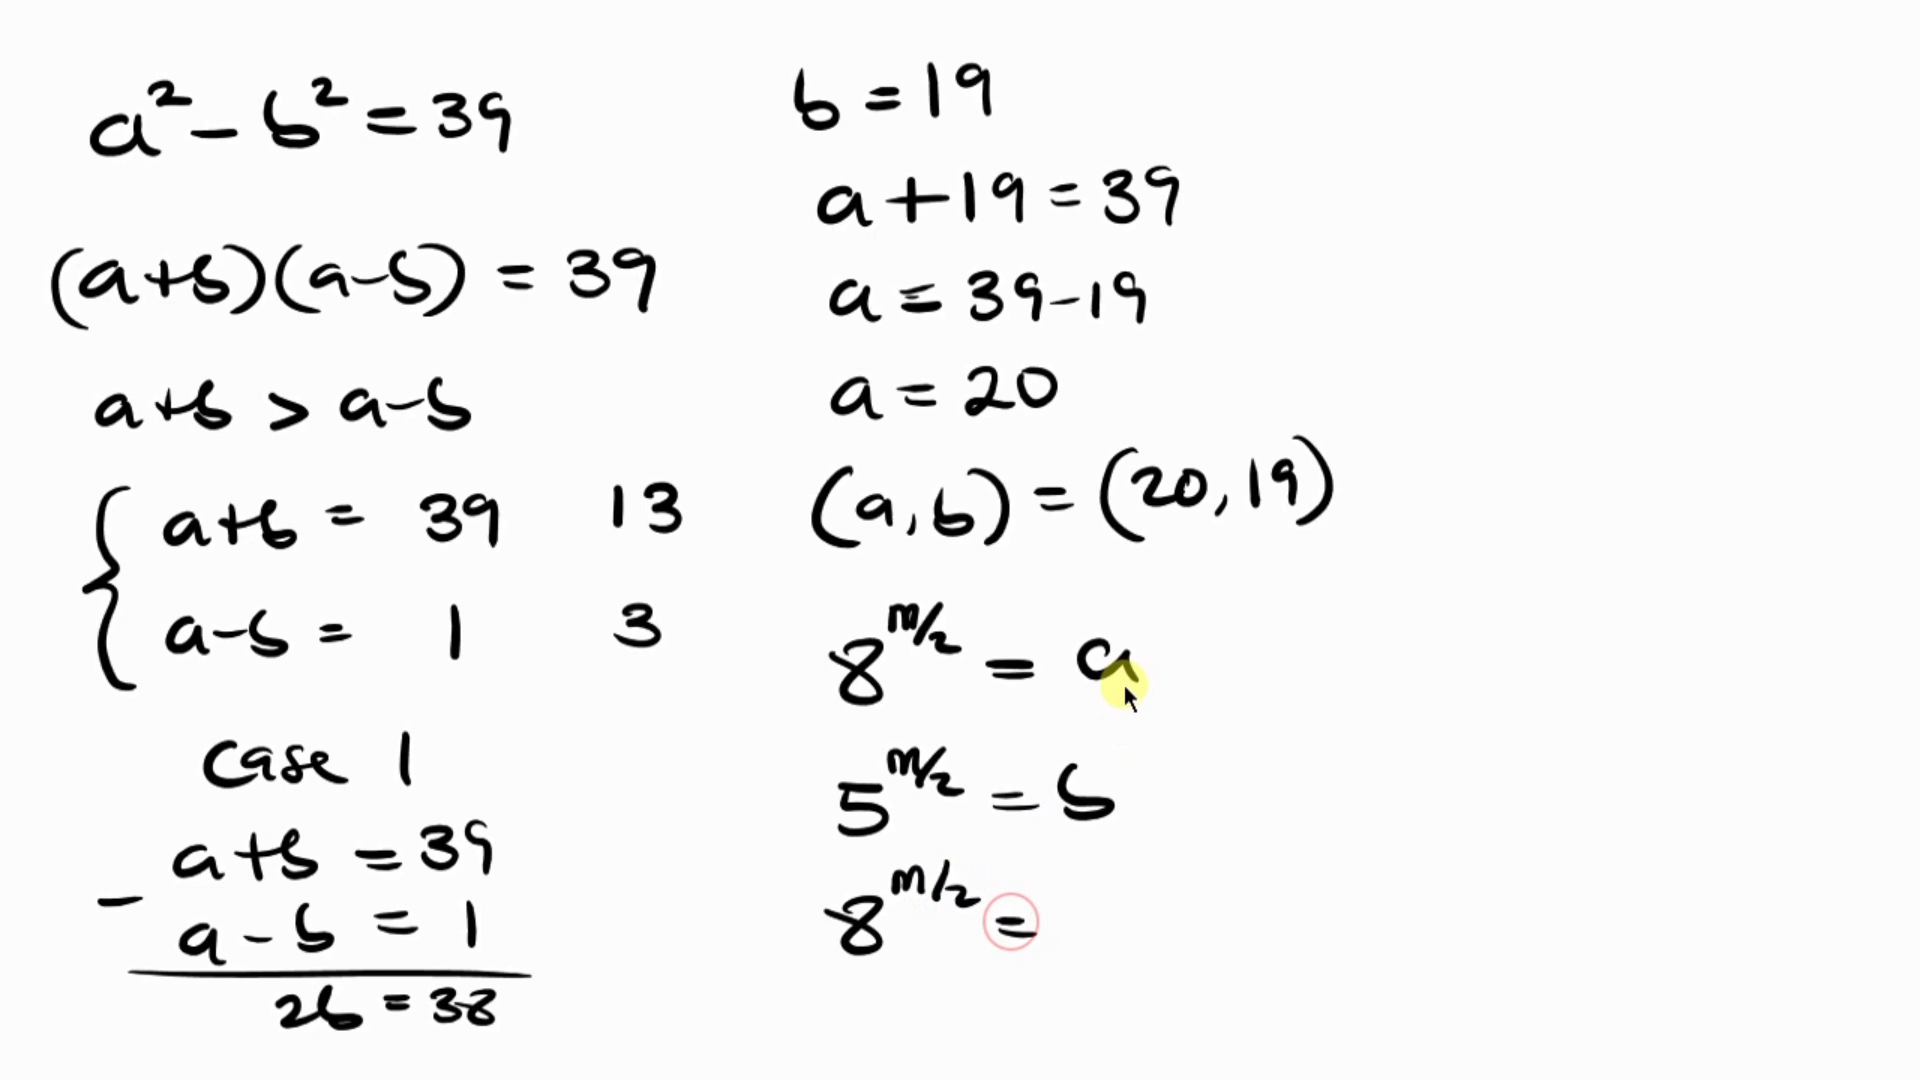 a² - b² = 39
(a+b)(a-b) = 39
a+b > a-b
a+b = 39 13
a-b = 1 3
case 1
a+b = 39
- a-b = 1
2b = 38
b = 19
a+19 = 39
a = 39-19
a = 20
(a,b) = (20,19)
8^{m/2} = a
5^{m/2} = b
8^{m/2} =